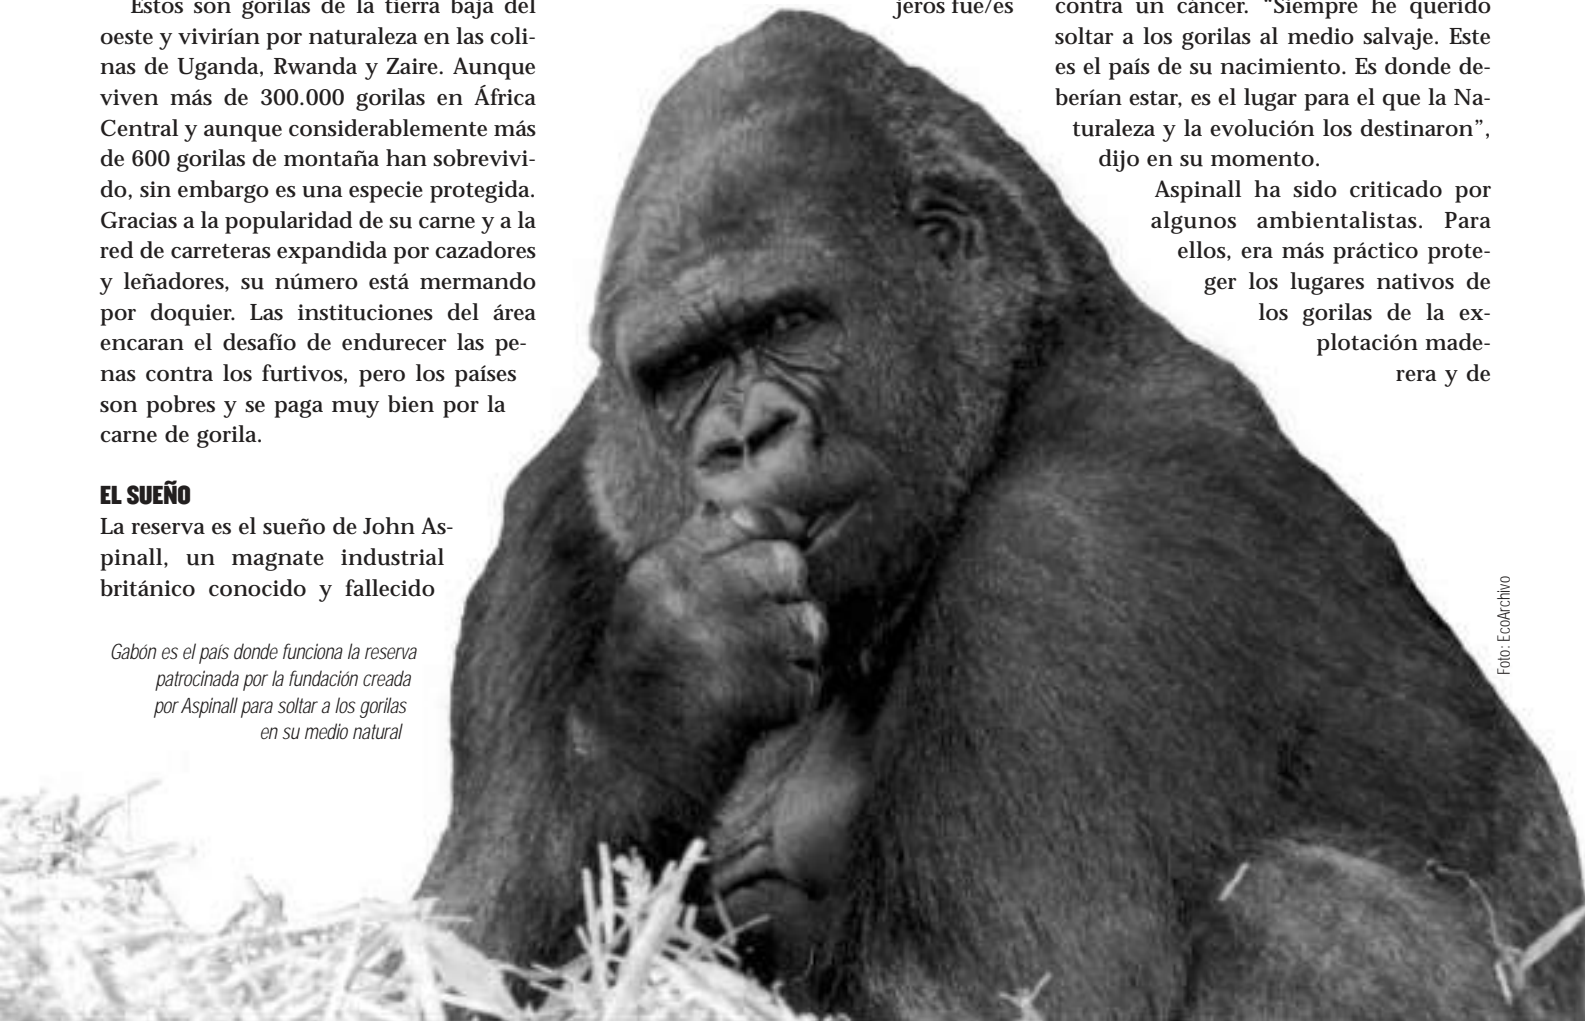 Estos son gorilas de la tierra baja del
oeste y vivirían por naturaleza en las coli-
nas de Uganda, Rwanda y Zaire. Aunque
viven más de 300.000 gorilas en África
Central y aunque considerablemente más
de 600 gorilas de montaña han sobrevivi-
do, sin embargo es una especie protegida.
Gracias a la popularidad de su carne y a la
red de carreteras expandida por cazadores
y leñadores, su número está mermando
por doquier. Las instituciones del área
encaran el desafío de endurecer las pe-
nas contra los furtivos, pero los países
son pobres y se paga muy bien por la
carne de gorila.
EL SUEÑO
La reserva es el sueño de John As-
pinall, un magnate industrial
británico conocido y fallecido
Gabón es el país donde funciona la reserva
patrocinada por la fundación creada
por Aspinall para soltar a los gorilas
en su medio natural
jeros fue/es
contra un cáncer. “Siempre he querido
soltar a los gorilas al medio salvaje. Este
es el país de su nacimiento. Es donde de-
berían estar, es el lugar para el que la Na-
turaleza y la evolución los destinaron”,
dijo en su momento.
Aspinall ha sido criticado por
algunos ambientalistas. Para
ellos, era más práctico prote-
ger los lugares nativos de
los gorilas de la ex-
plotación made-
rera y de
Foto: EcoArchivo